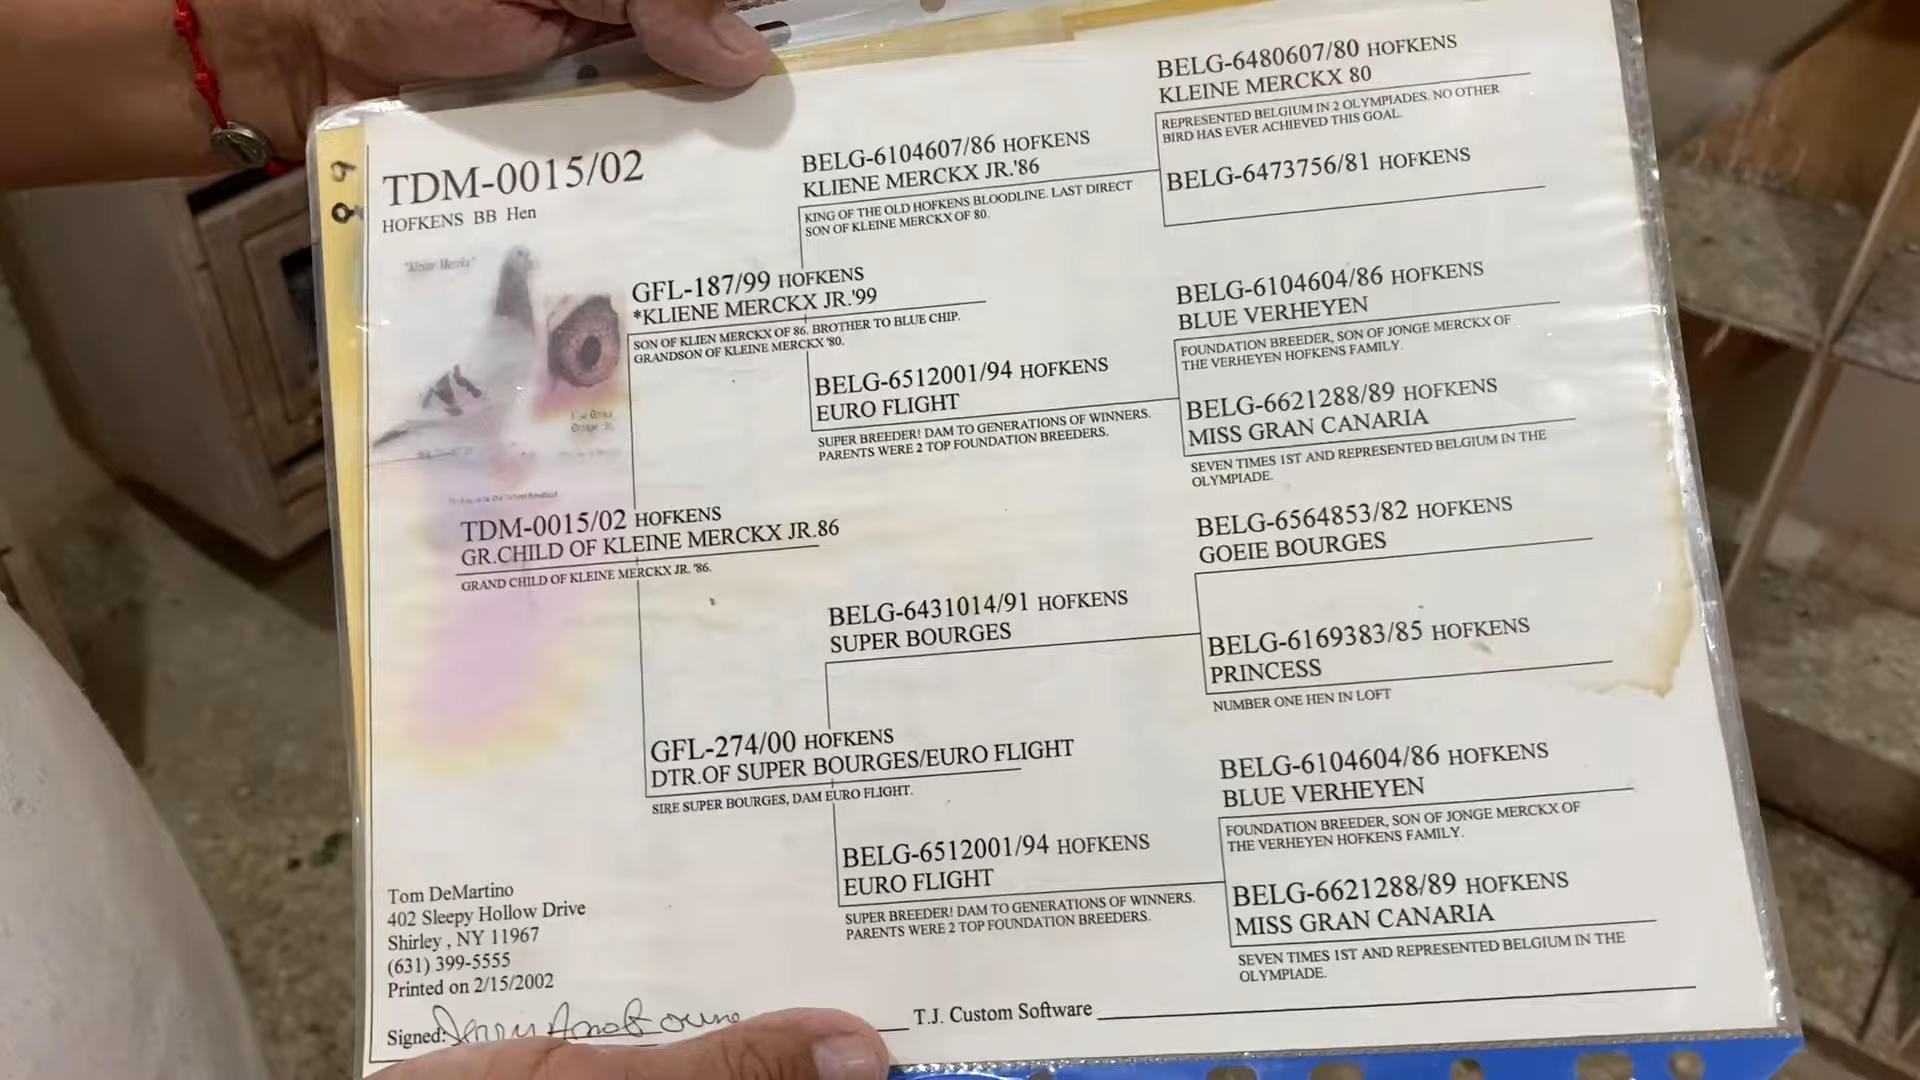 TDM-0015/02
HOFKENS BB Hen
"Kleine Merckx"
TDM-0015/02 HOFKENS
GR.CHILD OF KLEINE MERCKX JR.86
GRAND CHILD OF KLEINE MERCKX JR. '86.
GFL-187/99 HOFKENS
*KLIENE MERCKX JR.'99
SON OF KLIEN MERCKX OF 86. BROTHER TO BLUE CHIP.
GRANDSON OF KLEINE MERCKX '80.
GFL-274/00 HOFKENS
DTR.OF SUPER BOURGES/EURO FLIGHT
SIRE SUPER BOURGES, DAM EURO FLIGHT.
BELG-6104607/86 HOFKENS
KLIENE MERCKX JR.'86
KING OF THE OLD HOFKENS BLOODLINE. LAST DIRECT
SON OF KLEINE MERCKX OF 80.
BELG-6512001/94 HOFKENS
EURO FLIGHT
SUPER BREEDER! DAM TO GENERATIONS OF WINNERS.
PARENTS WERE 2 TOP FOUNDATION BREEDERS.
BELG-6431014/91 HOFKENS
SUPER BOURGES
BELG-6512001/94 HOFKENS
EURO FLIGHT
SUPER BREEDER! DAM TO GENERATIONS OF WINNERS.
PARENTS WERE 2 TOP FOUNDATION BREEDERS.
BELG-6480607/80 HOFKENS
KLEINE MERCKX 80
REPRESENTED BELGIUM IN 2 OLYMPIADES. NO OTHER
BIRD HAS EVER ACHIEVED THIS GOAL.
BELG-6473756/81 HOFKENS
BELG-6104604/86 HOFKENS
BLUE VERHEYEN
FOUNDATION BREEDER, SON OF JONGE MERCKX OF
THE VERHEYEN HOFKENS FAMILY.
BELG-6621288/89 HOFKENS
MISS GRAN CANARIA
SEVEN TIMES 1ST AND REPRESENTED BELGIUM IN THE
OLYMPIADE.
BELG-6564853/82 HOFKENS
GOEIE BOURGES
BELG-6169383/85 HOFKENS
PRINCESS
NUMBER ONE HEN IN LOFT
BELG-6104604/86 HOFKENS
BLUE VERHEYEN
FOUNDATION BREEDER, SON OF JONGE MERCKX OF
THE VERHEYEN HOFKENS FAMILY.
BELG-6621288/89 HOFKENS
MISS GRAN CANARIA
SEVEN TIMES 1ST AND REPRESENTED BELGIUM IN THE
OLYMPIADE.
Tom DeMartino
402 Sleepy Hollow Drive
Shirley , NY 11967
(631) 399-5555
Printed on 2/15/2002
Signed:
T.J. Custom Software